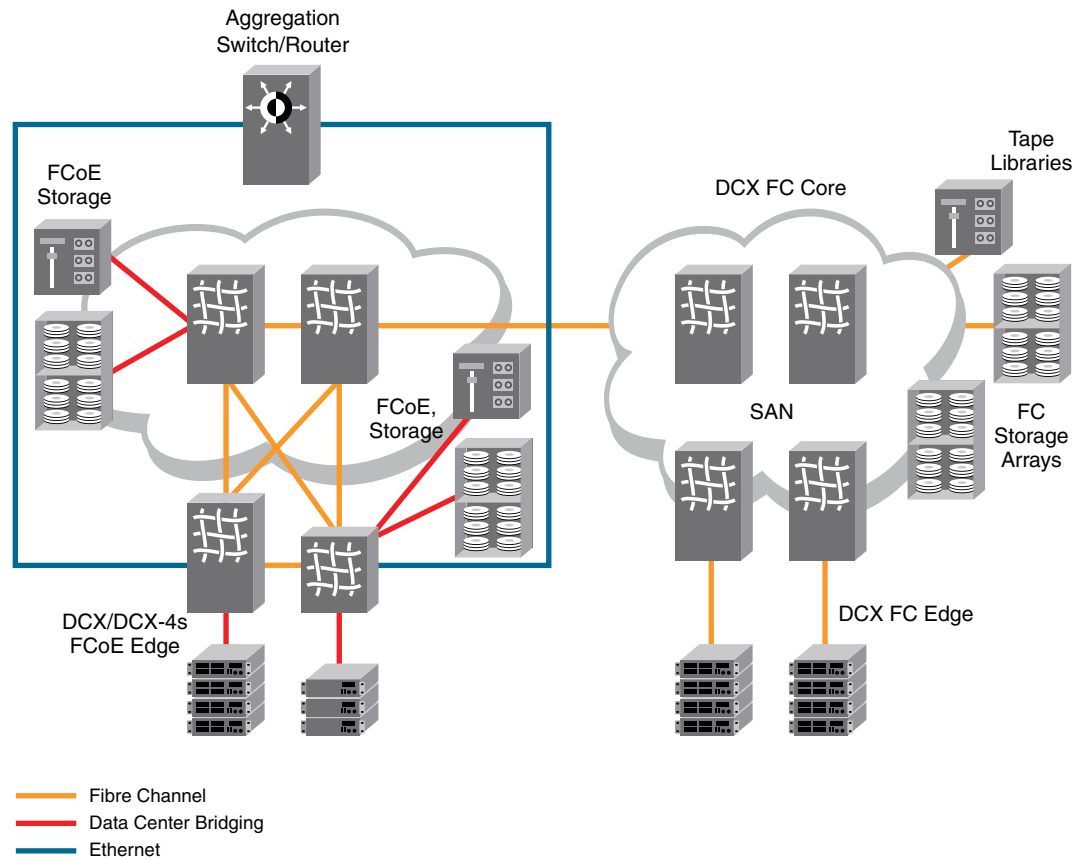 Aggregation
Switch/Router
FCoE
Storage
Tape
Libraries
DCX FC Core
FCoE,
Storage
SAN
FC
Storage
Arrays
DCX/DCX-4s
FCoE Edge
DCX FC Edge
Fibre Channel
Data Center Bridging
Ethernet